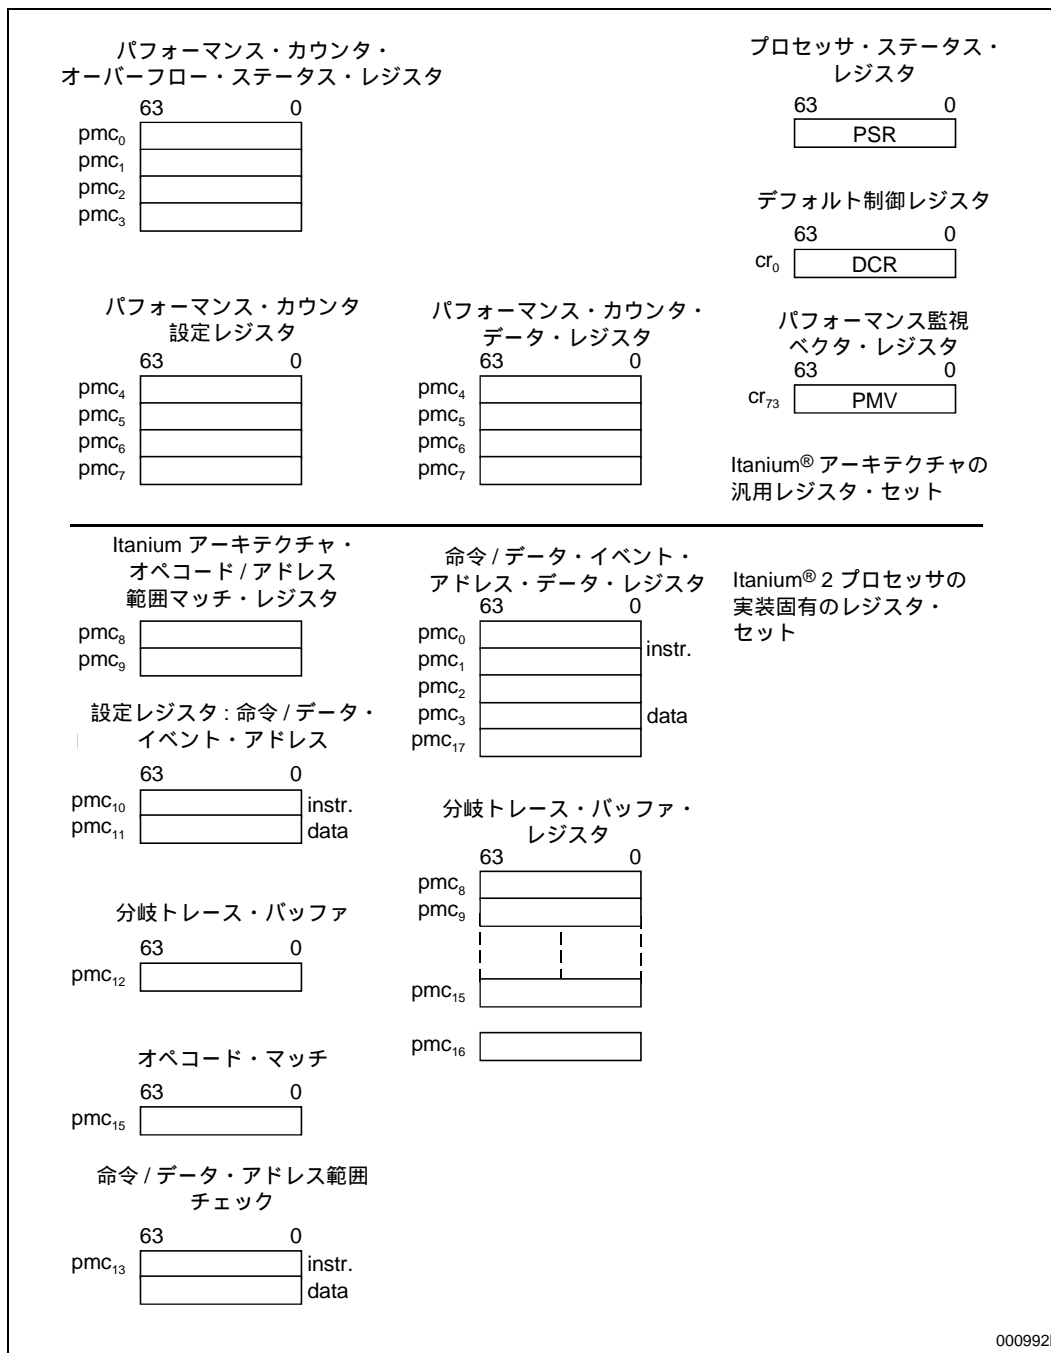 パフォーマンス・カウンタ・
オーバーフロー・ステータス・レジスタ
63 0
pmc0
pmc1
pmc2
pmc3
プロセッサ・ステータス・
レジスタ
63 0
PSR
デフォルト制御レジスタ
63 0
cr0 DCR
パフォーマンス・カウンタ
設定レジスタ
63 0
pmc4
pmc5
pmc6
pmc7
パフォーマンス・カウンタ・
データ・レジスタ
63 0
pmc4
pmc5
pmc6
pmc7
パフォーマンス監視
ベクタ・レジスタ
63 0
cr73 PMV
Itanium® アーキテクチャの
汎用レジスタ・セット
Itanium アーキテクチャ・
オペコード / アドレス
範囲マッチ・レジスタ
pmc8
pmc9
命令 / データ・イベント・
アドレス・データ・レジスタ
63 0
pmc0
instr.
pmc1
pmc2
pmc3 data
pmc17
Itanium® 2 プロセッサの
実装固有のレジスタ・
セット
設定レジスタ : 命令 / データ・
イベント・アドレス
63 0
pmc10 instr.
pmc11 data
分岐トレース・バッファ・
レジスタ
63 0
pmc8
pmc9
pmc15
pmc16
分岐トレース・バッファ
63 0
pmc12
オペコード・マッチ
63 0
pmc15
命令 / データ・アドレス範囲
チェック
63 0
pmc13 instr.
data